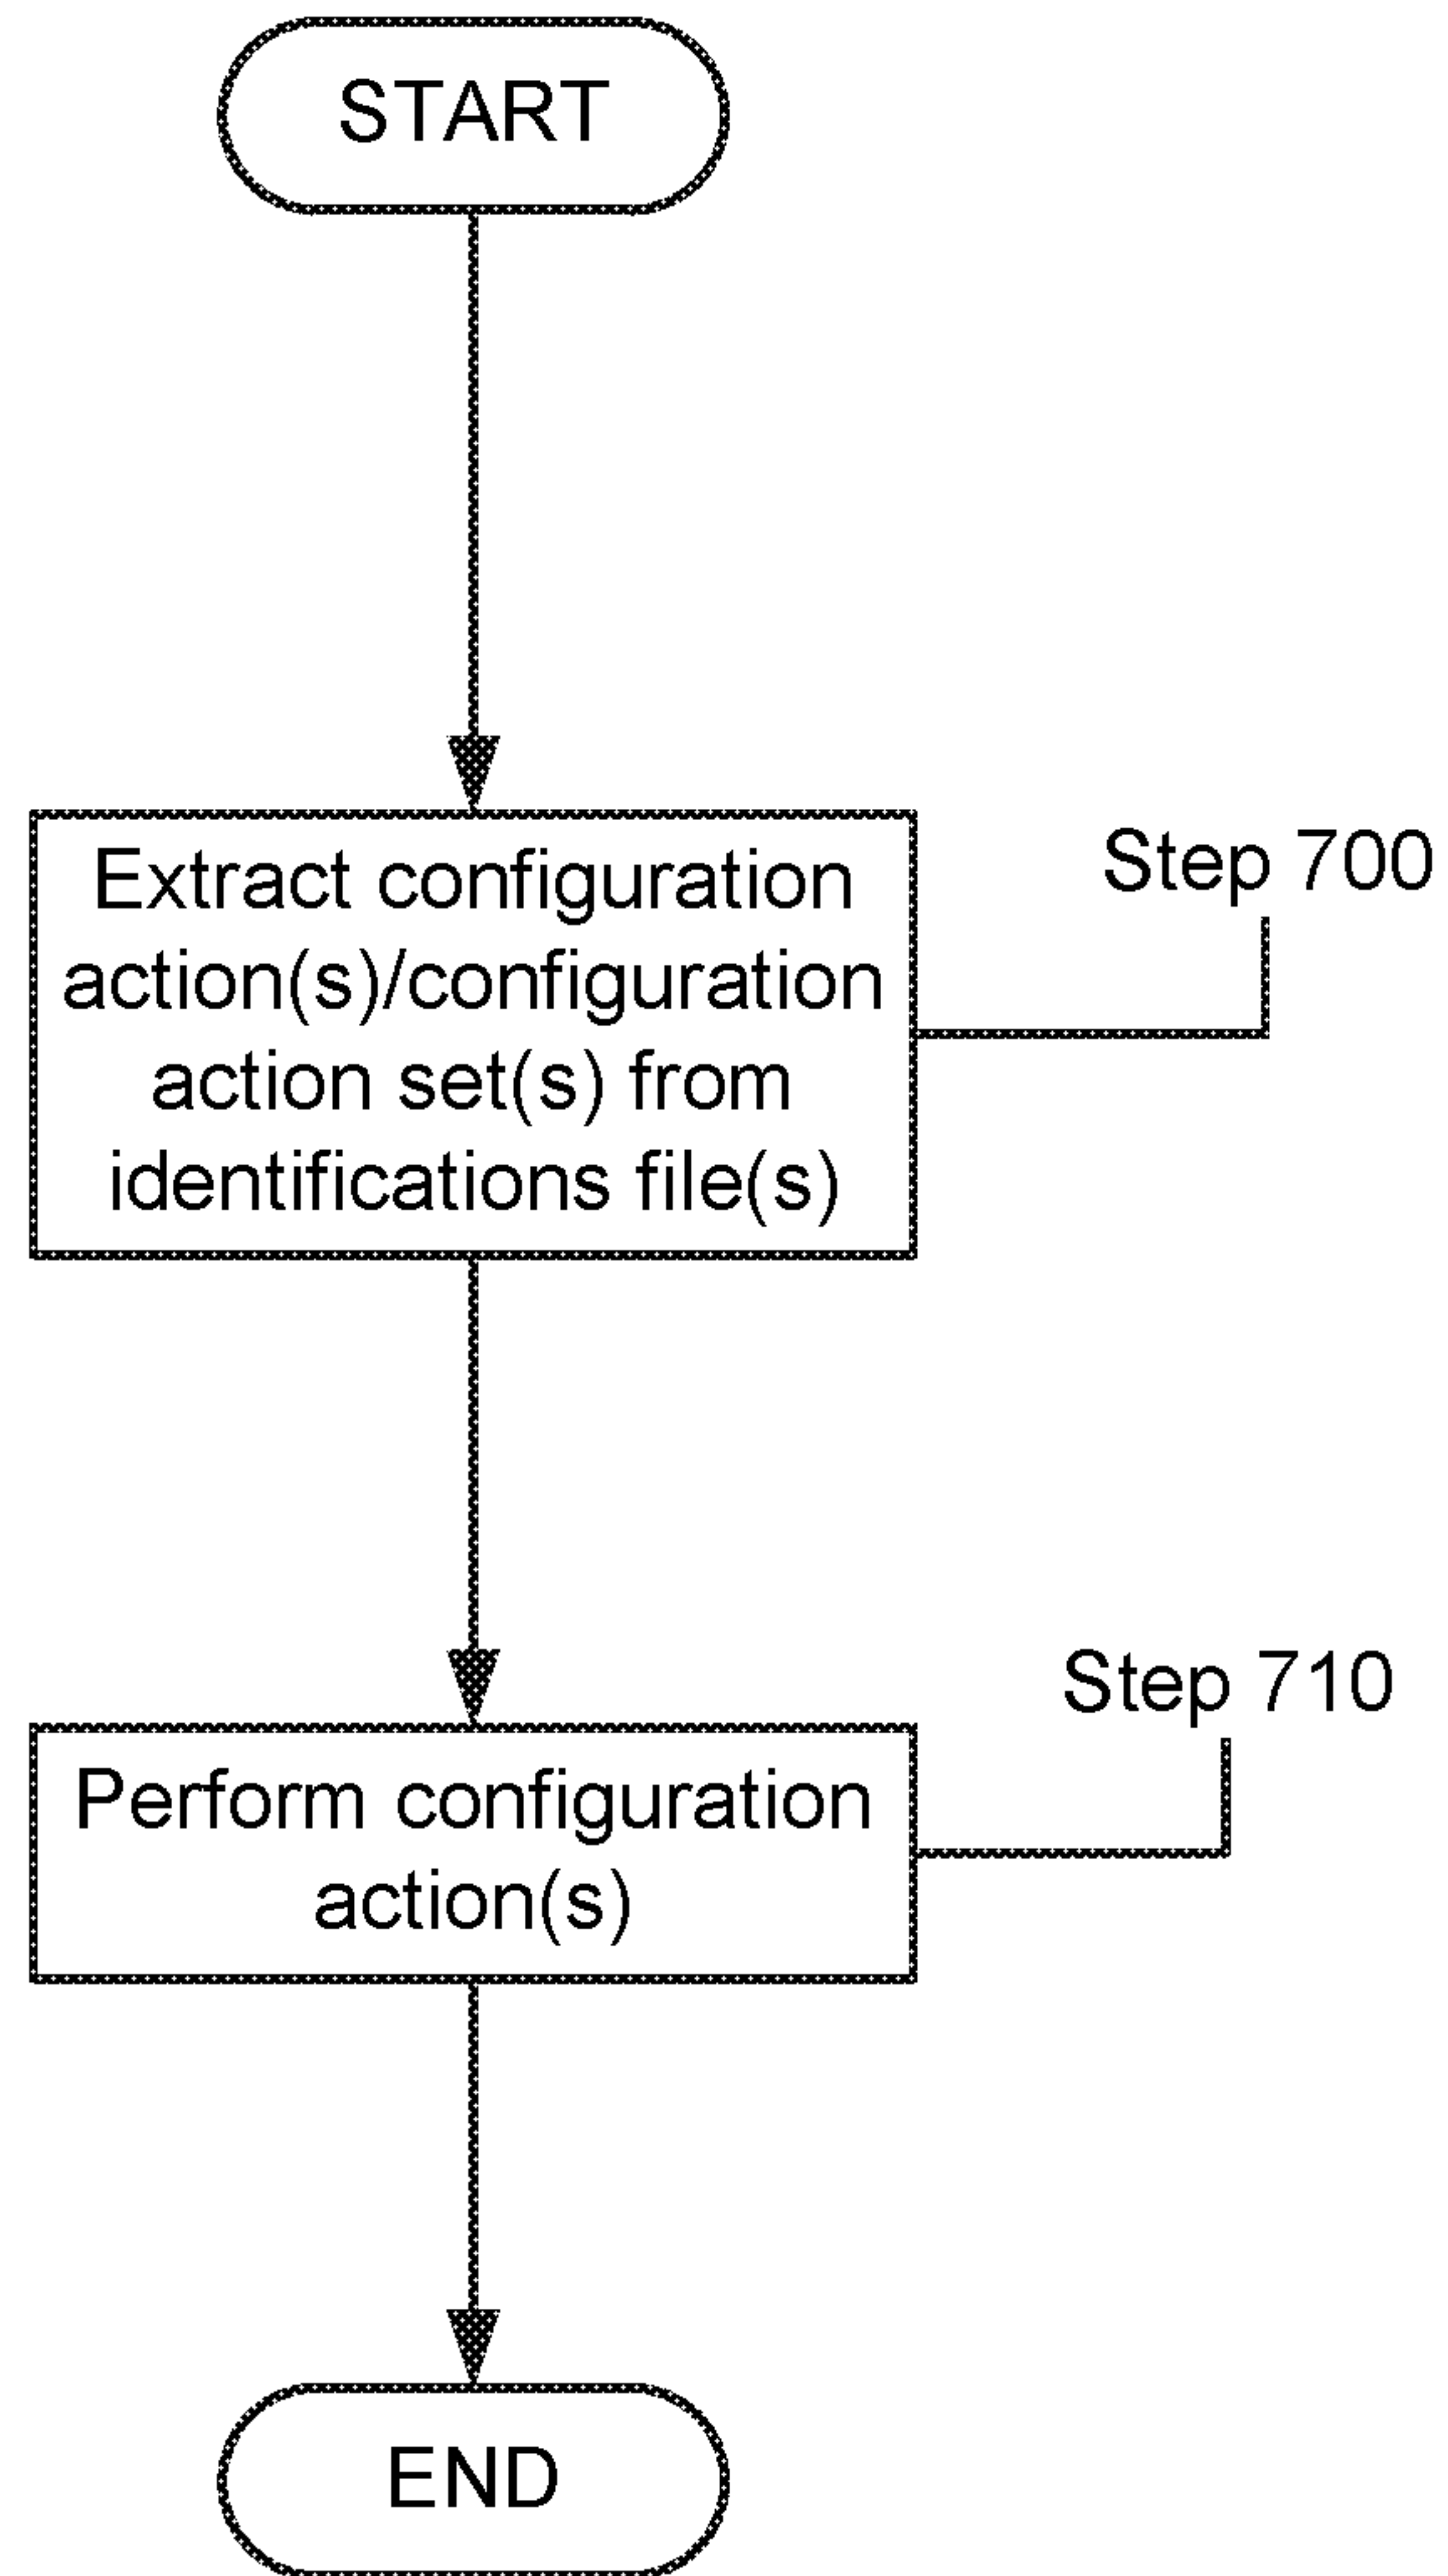 START
Extract configuration
action(s)/configuration
action set(s) from
identifications file(s)
Step 700
Perform configuration
action(s)
Step 710
END